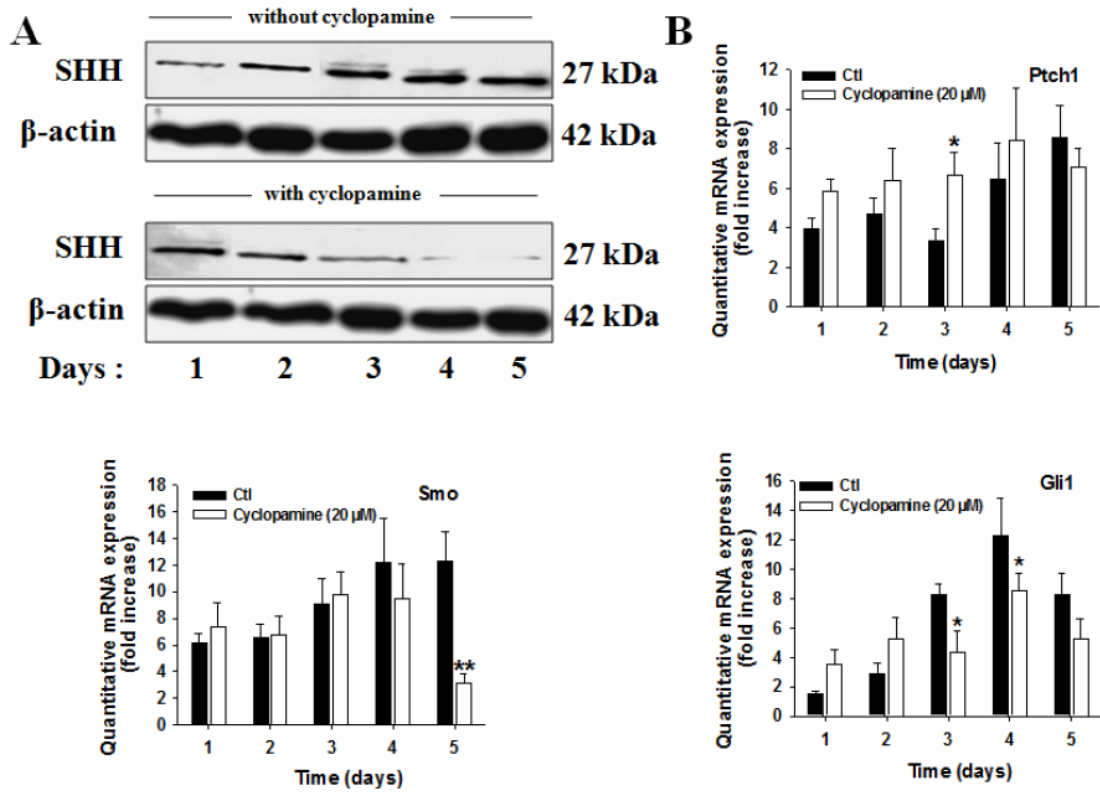 A
without cyclopamine
SHH
27 kDa
β-actin
42 kDa
with cyclopamine
SHH
27 kDa
β-actin
42 kDa
Days : 1 2 3 4 5
B
Ctl
Cyclopamine (20 µM)
Ptch1
Quantitative mRNA expression
(fold increase)
12
10
8
6
4
2
0
*
1 2 3 4 5
Time (days)
Ctl
Cyclopamine (20 µM)
Smo
Quantitative mRNA expression
(fold increase)
18
16
14
12
10
8
6
4
2
0
**
1 2 3 4 5
Time (days)
Ctl
Cyclopamine (20 µM)
Gli1
Quantitative mRNA expression
(fold increase)
16
14
12
10
8
6
4
2
0
*
*
1 2 3 4 5
Time (days)